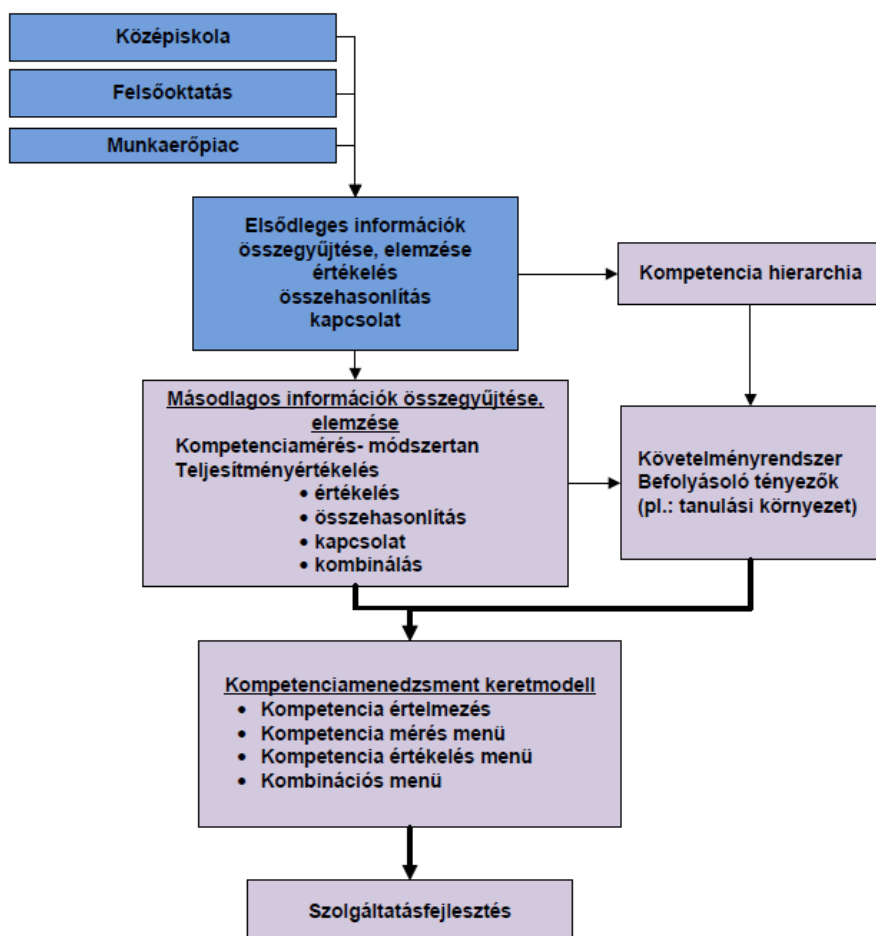 Középiskola
Felsőoktatás
Munkaerőpiac
Elsődleges információk
összegyűjtése, elemzése
értékelés
összehasonlítás
kapcsolat
Kompetencia hierarchia
Másodlagos információk összegyűjtése,
elemzése
Kompetenciamérés- módszertan
Teljesítményértékelés
• értékelés
• összehasonlítás
• kapcsolat
• kombinálás
Követelményrendszer
Befolyásoló tényezők
(pl.: tanulási környezet)
Kompetenciamenedzsment keretmodell
• Kompetencia értelmezés
• Kompetencia mérés menü
• Kompetencia értékelés menü
• Kombinációs menü
Szolgáltatásfejlesztés